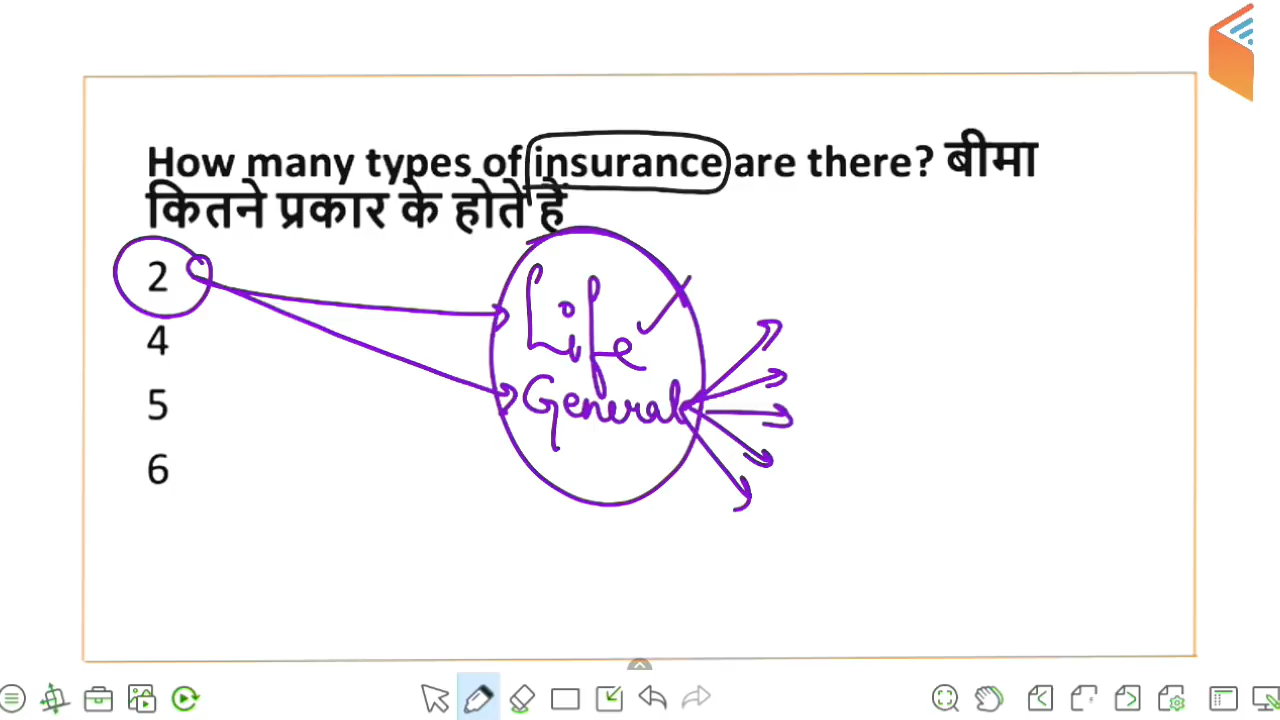 How many types of insurance are there? बीमा
कितने प्रकार के होते हैं
2
4
5
6
Life
General